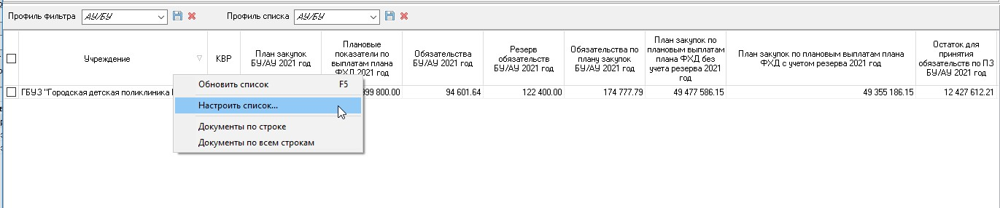 Профиль фильтра АУ/БУ Профиль списка АУ/БУ
Учреждение
КВР
План закупок
БУ/АУ 2021 год
Плановые
показатели по
выплатам плана
ФХД 2021 год
Обязательства
БУ/АУ 2021 год
Резерв
обязательств
БУ/АУ 2021 год
Обязательства по
плану закупок
БУ/АУ 2021 год
План закупок по
плановым выплатам
плана ФХД без
учета резерва 2021
год
План закупок по плановым выплатам плана
ФХД с учетом резерва 2021 год
Остаток для
принятия
обязательств по ПЗ
БУ/АУ 2021 год
ГБУЗ "Городская детская поликлиника 99 800.00 94 601.64 122 400.00 174 777.79 49 477 586.15 49 355 186.15 12 427 612.21
Обновить список F5
Настроить список...
Документы по строке
Документы по всем строкам